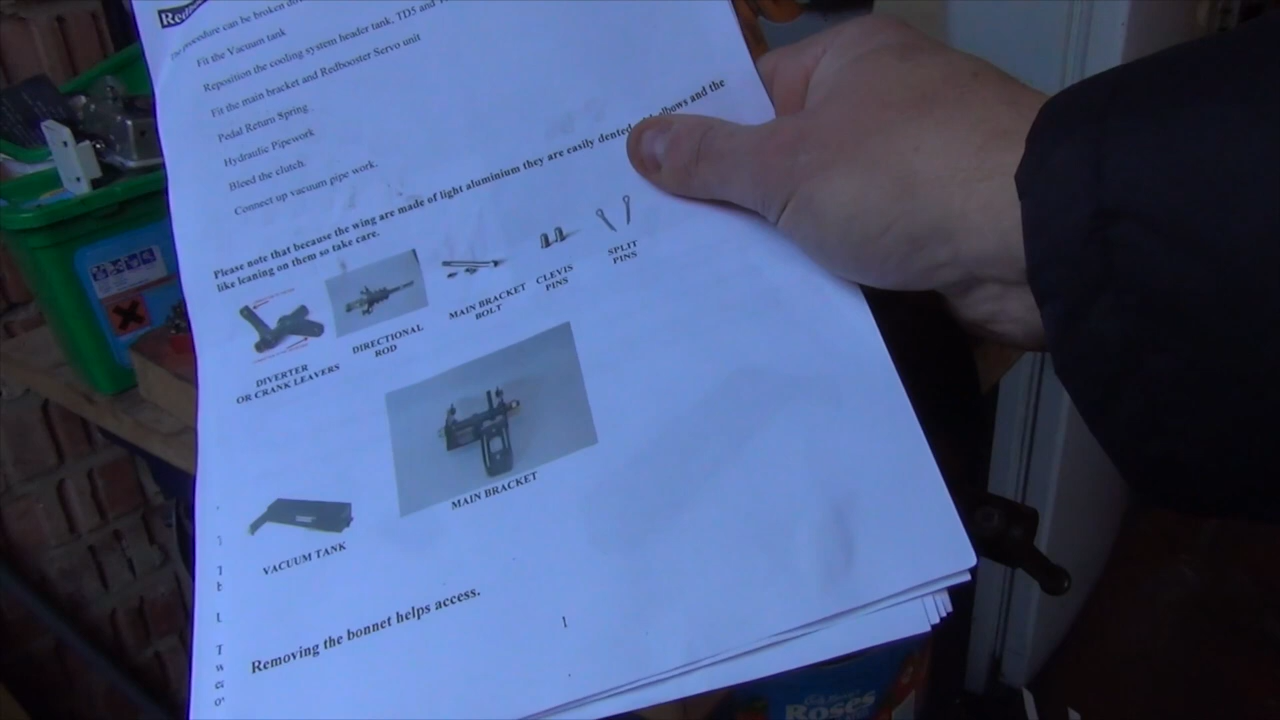 procedure can be broken
Fit the Vacuum tank
Reposition the cooling system header tank, TD5 and
Fit the main bracket and Redbooster Servo unit
Pedal Return Spring
Hydraulic Pipework
Bleed the clutch.
Connect up vacuum pipe work.
Please note that because the wing are made of light aluminium they are easily dented elbows and the
like leaning on them so take care.
DIVERTER
OR CRANK LEAVERS
DIRECTIONAL
ROD
MAIN BRACKET
BOLT
CLEVIS
PINS
SPLIT
PINS
MAIN BRACKET
VACUUM TANK
Removing the bonnet helps access.
1
Roses